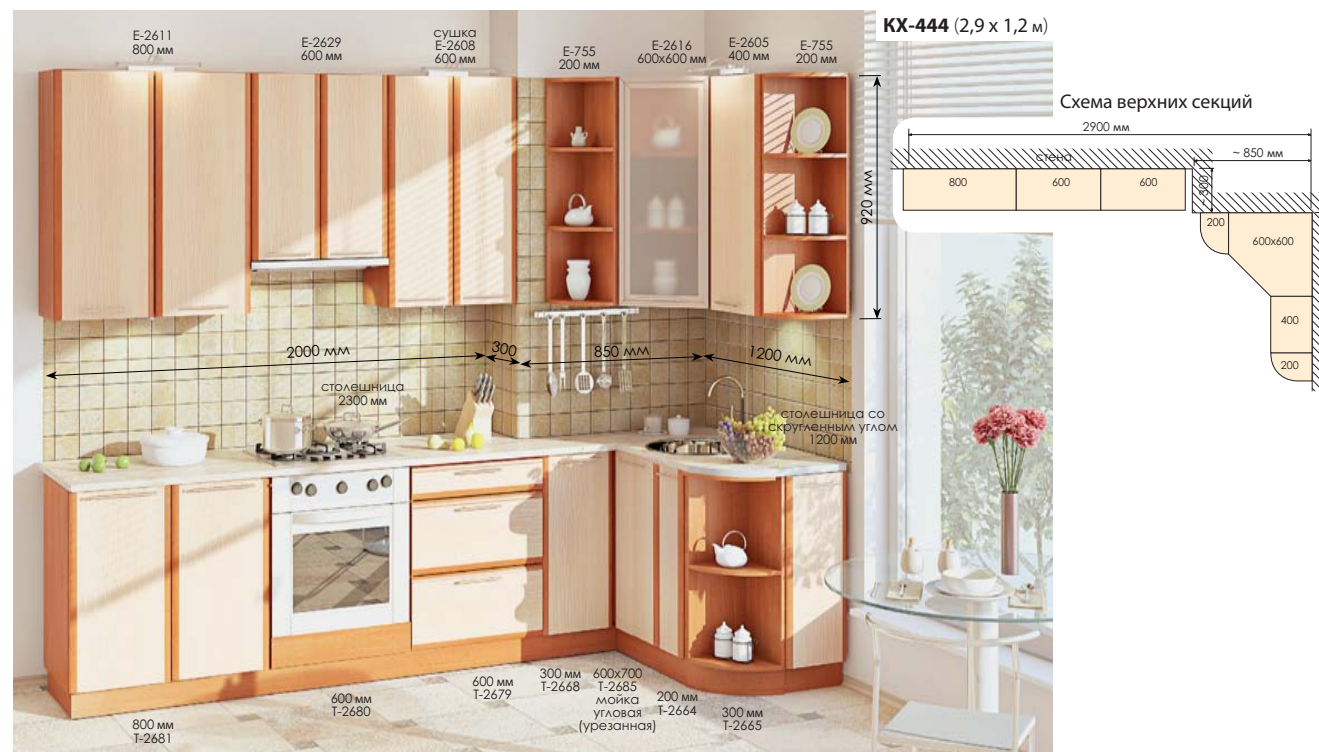 КХ-444 (2,9 х 1,2 м)
Е-2611
800 мм
Е-2629
600 мм
сушка
Е-2608
600 мм
Е-755
200 мм
Е-2616
600х600 мм
Е-2605
400 мм
Е-755
200 мм
920 мм
Схема верхних секций
2900 мм
стена
~ 850 мм
800
600
600
~300
200
600х600
400
200
2000 мм
300
850 мм
1200 мм
столешница
2300 мм
столешница со
скругленным углом
1200 мм
800 мм
Т-2681
600 мм
Т-2680
600 мм
Т-2679
300 мм
Т-2668
600х700
Т-2685
мойка
угловая
(урезанная)
200 мм
Т-2664
300 мм
Т-2665